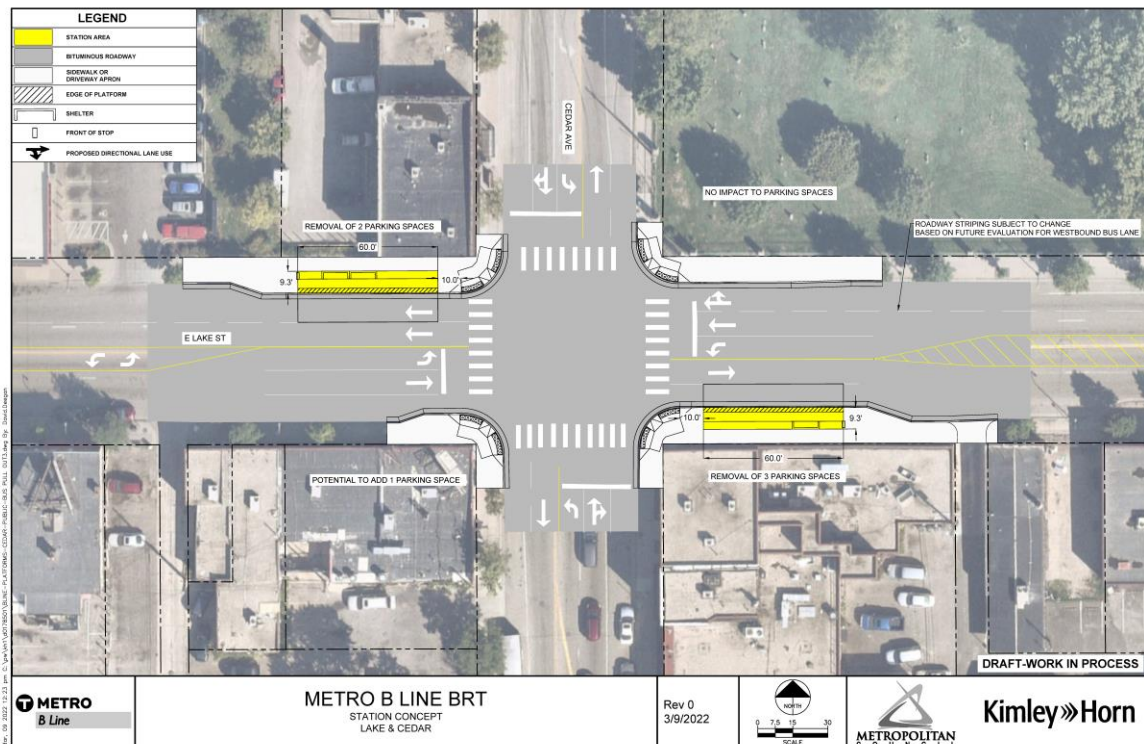 LEGEND
STATION AREA
BITUMINOUS ROADWAY
SIDEWALK OR
DRIVEWAY APRON
EDGE OF PLATFORM
SHELTER
FRONT OF STOP
PROPOSED DIRECTIONAL LANE USE
CEDAR AVE
NO IMPACT TO PARKING SPACES
REMOVAL OF 2 PARKING SPACES
ROADWAY STRIPING SUBJECT TO CHANGE
BASED ON FUTURE EVALUATION FOR WESTBOUND BUS LANE
60.0'
9.3'
10.0'
E LAKE ST
10.0'
9.3'
60.0'
POTENTIAL TO ADD 1 PARKING SPACE
REMOVAL OF 3 PARKING SPACES
DRAFT-WORK IN PROCESS
T METRO
B Line
METRO B LINE BRT
STATION CONCEPT
LAKE & CEDAR
Rev 0
3/9/2022
NORTH
0 7.5 15 30
SCALE
METROPOLITAN
Kimley»Horn